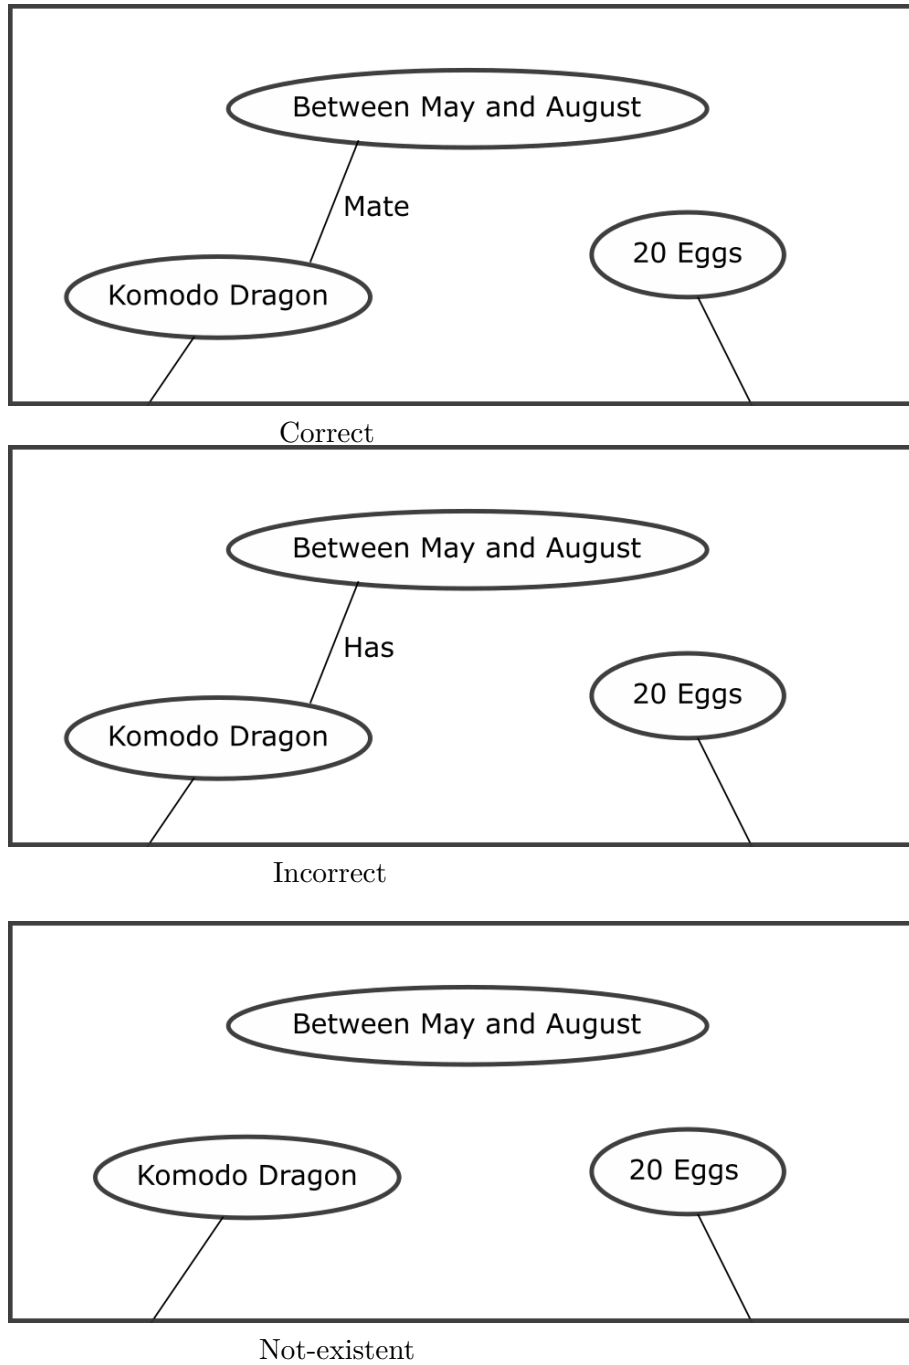 Between May and August
Mate
20 Eggs
Komodo Dragon
Correct
Between May and August
Has
20 Eggs
Komodo Dragon
Incorrect
Between May and August
Komodo Dragon
20 Eggs
Not-existent